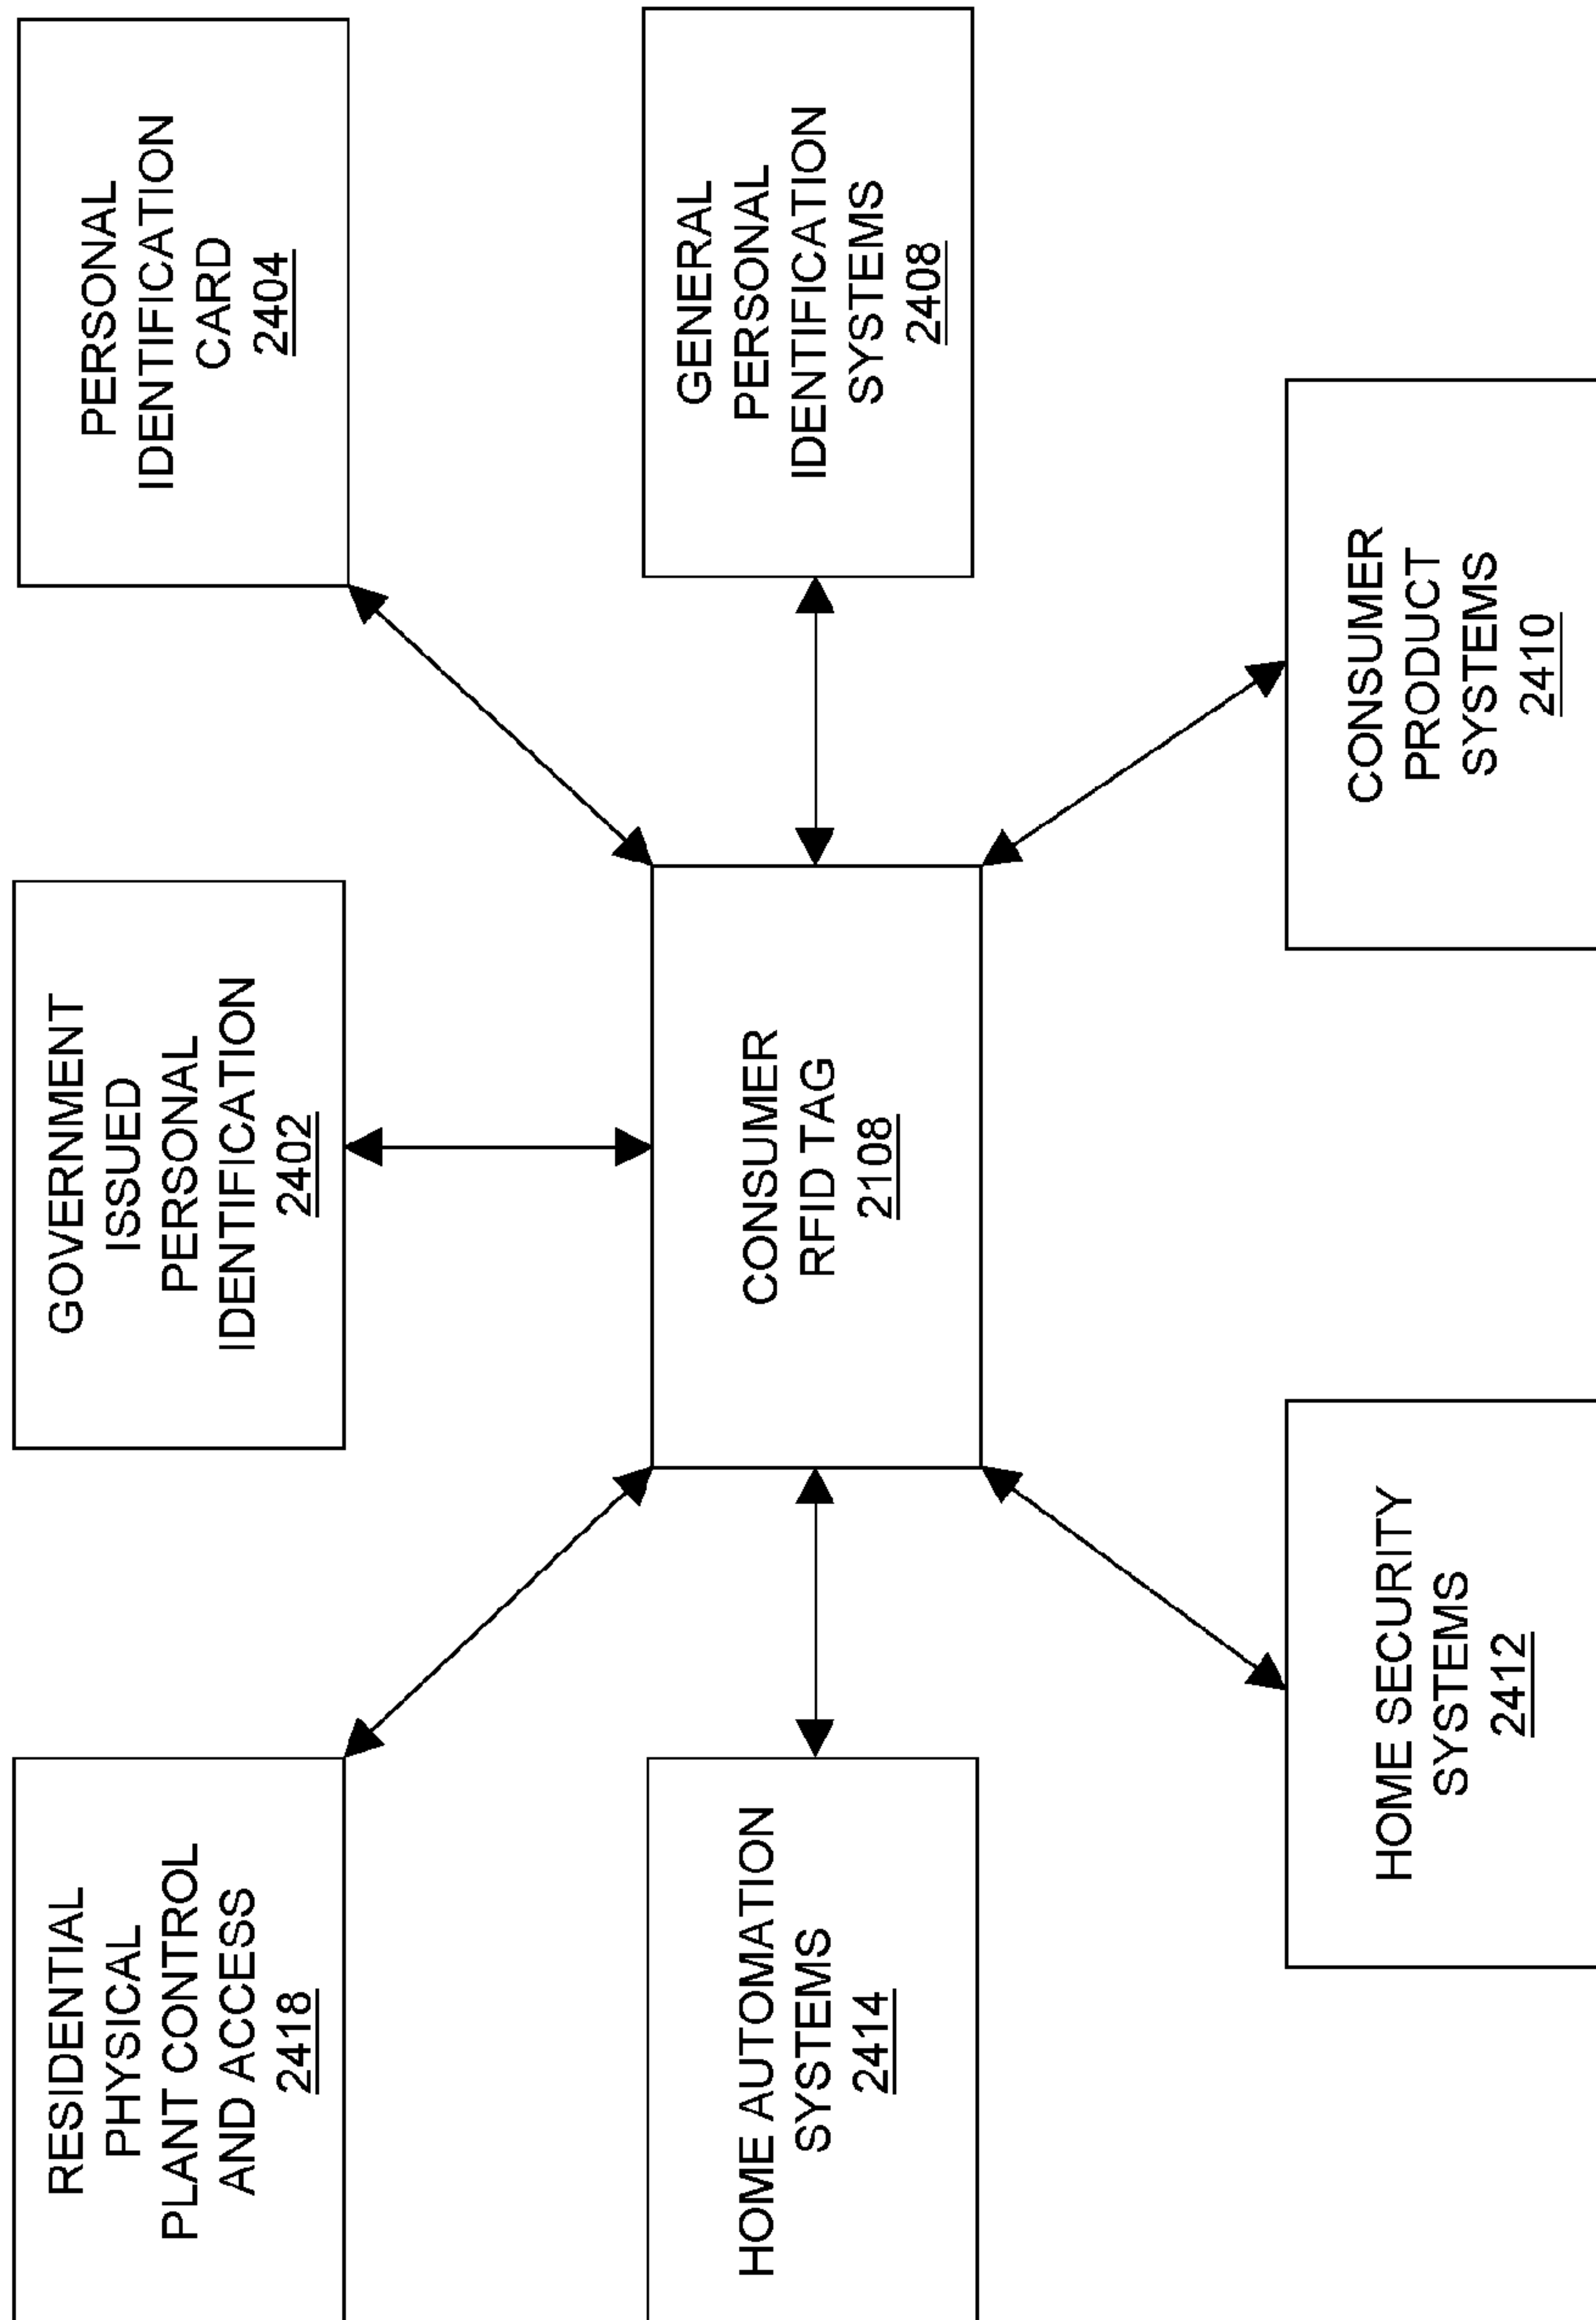 RESIDENTIAL
PHYSICAL
PLANT CONTROL
AND ACCESS
2418
GOVERNMENT
ISSUED
PERSONAL
IDENTIFICATION
2402
PERSONAL
IDENTIFICATION
CARD
2404
HOME AUTOMATION
SYSTEMS
2414
CONSUMER
RFID TAG
2108
GENERAL
PERSONAL
IDENTIFICATION
SYSTEMS
2408
HOME SECURITY
SYSTEMS
2412
CONSUMER
PRODUCT
SYSTEMS
2410